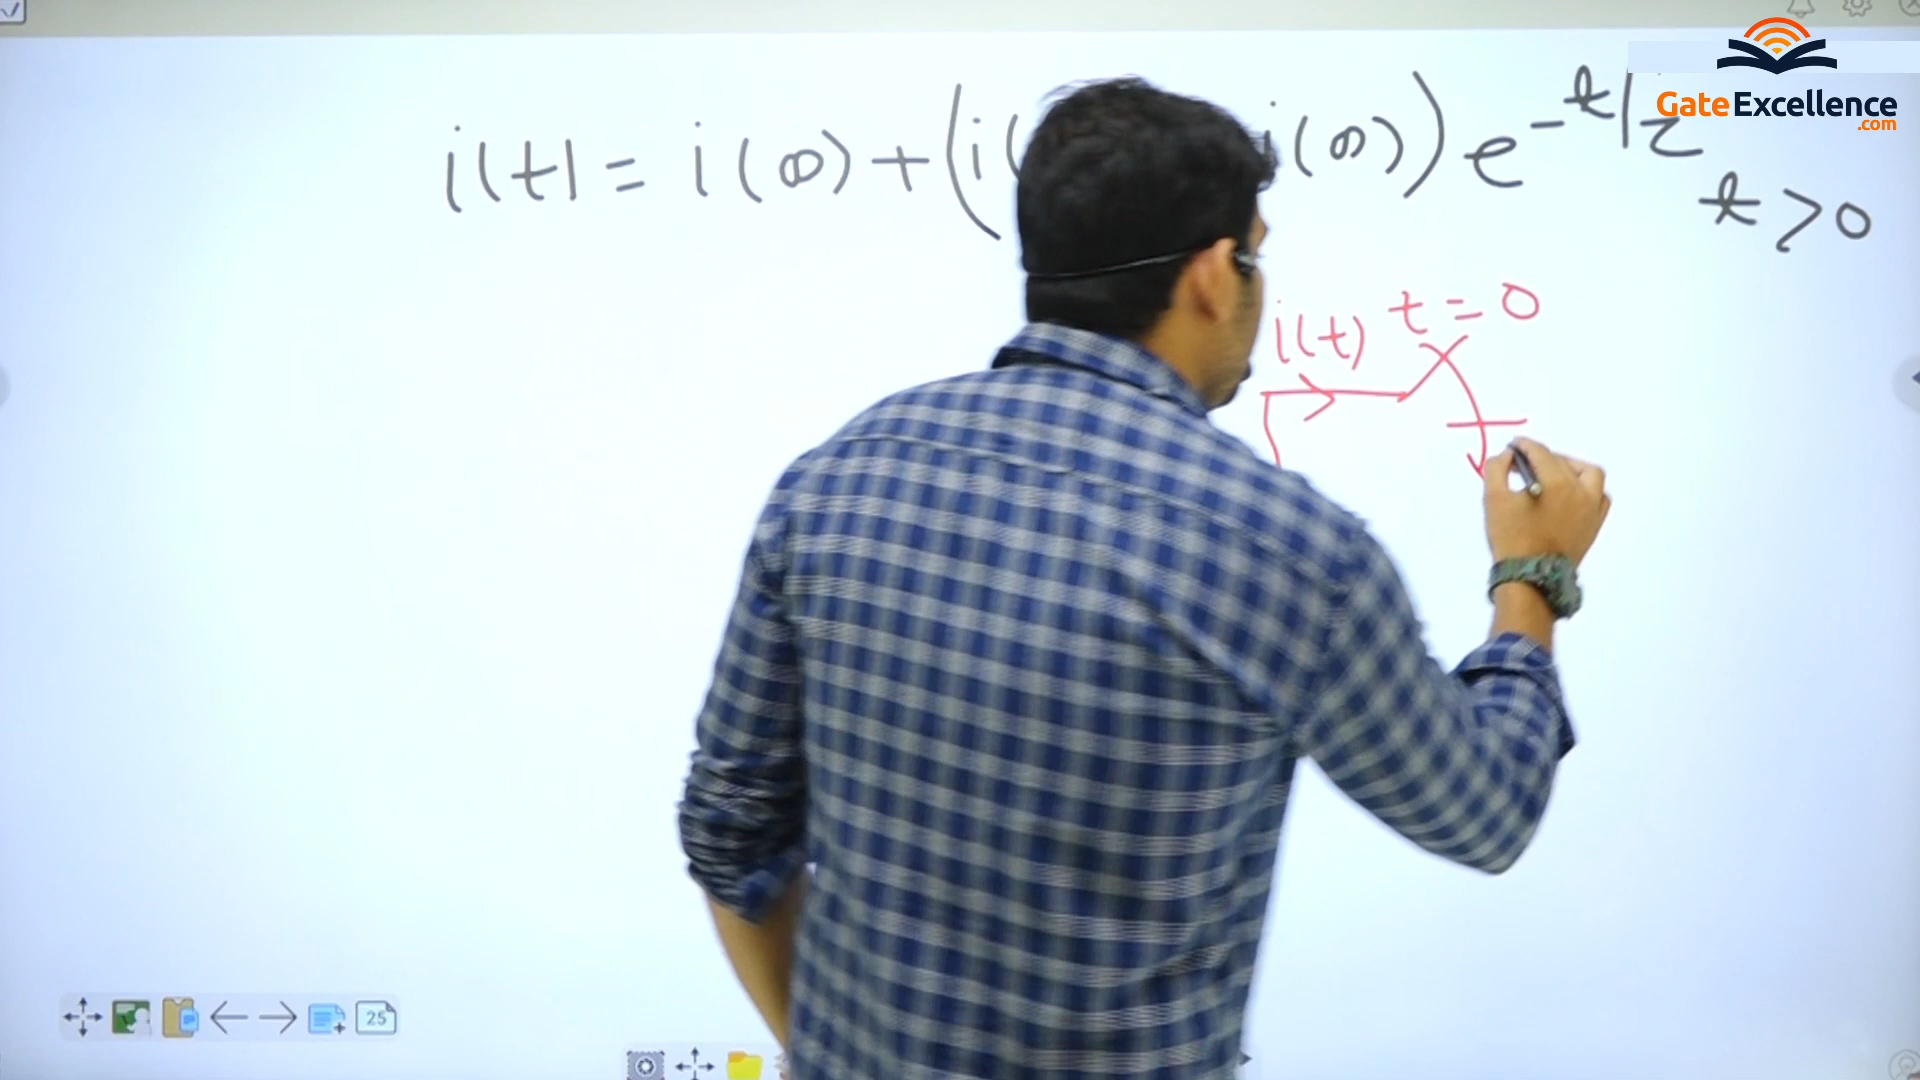 GateExcellence
.com
i(t) = i(∞) + (i( i(∞)) e^{-t/τ}
t > 0
i(t) t = 0
25